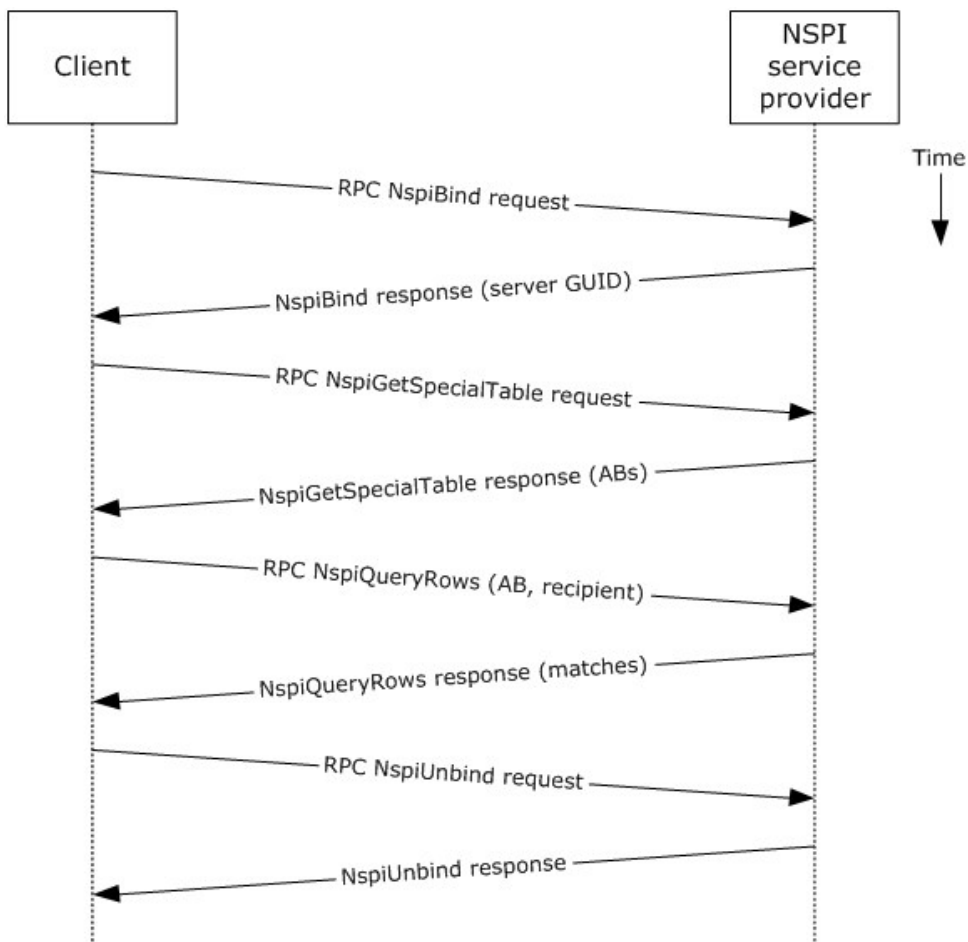 Client
NSPI
service
provider
Time
RPC NspiBind request
NspiBind response (server GUID)
RPC NspiGetSpecialTable request
NspiGetSpecialTable response (ABs)
RPC NspiQueryRows (AB, recipient)
NspiQueryRows response (matches)
RPC NspiUnbind request
NspiUnbind response